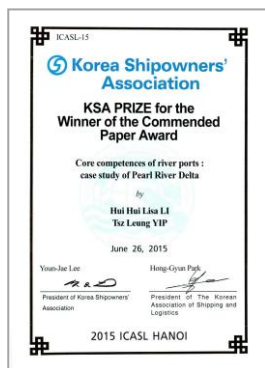 ICASL-15
Korea Shipowners'
Association
KSA PRIZE for the
Winner of the Commended
Paper Award
Core competences of river ports :
case study of Pearl River Delta
by
Hui Hui Lisa LI
Tsz Leung YIP
June 26, 2015
Youn-Jae Lee
Hong-Gyun Park
President of Korea Shipowners'
Association
President of The Korean
Association of Shipping and
Logistics
2015 ICASL HANOI